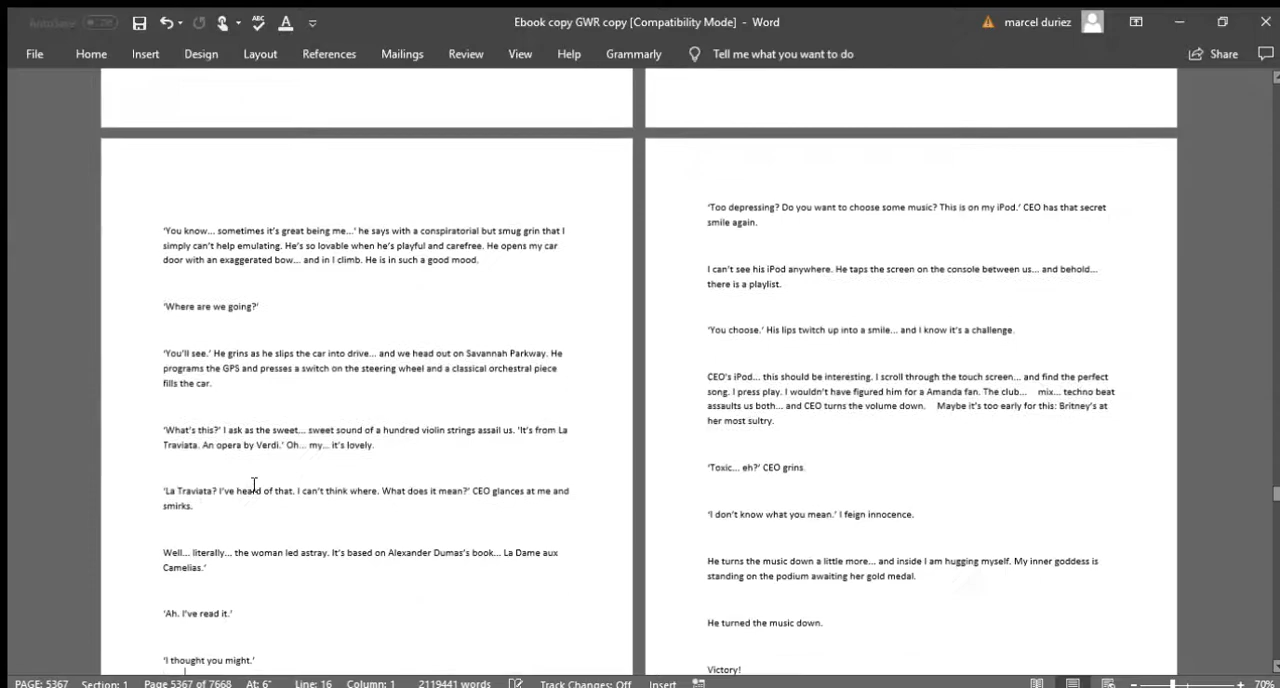 Ebook copy GWR copy [Compatibility Mode] - Word
marcel duriez
File Home Insert Design Layout References Mailings Review View Help Grammarly Tell me what you want to do Share
‘You know... sometimes it’s great being me...’ he says with a conspiratorial but smug grin that I
simply can’t help emulating. He’s so lovable when he’s playful and carefree. He opens my car
door with an exaggerated bow... and in I climb. He is in such a good mood.
‘Where are we going?’
‘You’ll see.’ He grins as he slips the car into drive... and we head out on Savannah Parkway. He
programs the GPS and presses a switch on the steering wheel and a classical orchestral piece
fills the car.
‘What’s this?’ I ask as the sweet... sweet sound of a hundred violin strings assail us. ‘It’s from La
Traviata. An opera by Verdi.’ Oh... my... it’s lovely.
‘La Traviata? I’ve heard of that. I can’t think where. What does it mean?’ CEO glances at me and
smirks.
Well... literally... the woman led astray. It’s based on Alexander Dumas’s book... La Dame aux
Camelias.’
‘Ah. I’ve read it.’
‘I thought you might.’
‘Too depressing? Do you want to choose some music? This is on my iPod.’ CEO has that secret
smile again.
I can’t see his iPod anywhere. He taps the screen on the console between us... and behold...
there is a playlist.
‘You choose.’ His lips twitch up into a smile... and I know it’s a challenge.
CEO’s iPod... this should be interesting. I scroll through the touch screen... and find the perfect
song. I press play. I wouldn’t have figured him for a Amanda fan. The club... mix... techno beat
assaults us both... and CEO turns the volume down. Maybe it’s too early for this: Britney’s at
her most sultry.
‘Toxic... eh?’ CEO grins.
‘I don’t know what you mean.’ I feign innocence.
He turns the music down a little more... and inside I am hugging myself. My inner goddess is
standing on the podium awaiting her gold medal.
He turned the music down.
Victory!
PAGE: 5367 Section: 1 Page 5367 of 7668 At: 6" Line: 16 Column: 1 2119441 words Track Changes: Off Insert 70%